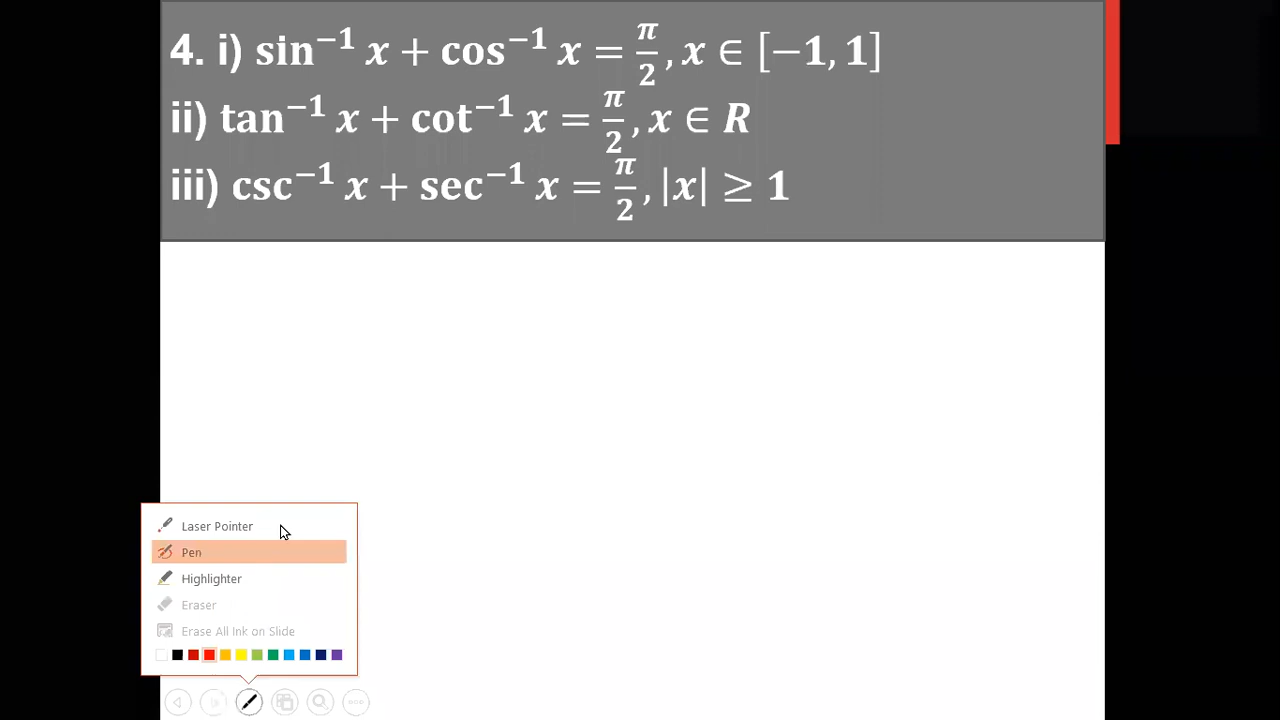 4. i) sin⁻¹ x + cos⁻¹ x = π/2, x ∈ [−1, 1]
ii) tan⁻¹ x + cot⁻¹ x = π/2, x ∈ R
iii) csc⁻¹ x + sec⁻¹ x = π/2, |x| ≥ 1
Laser Pointer
Pen
Highlighter
Eraser
Erase All Ink on Slide